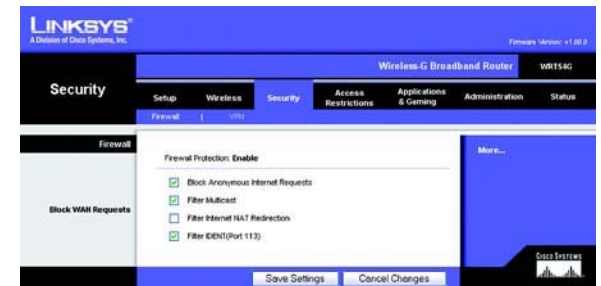 LINKSYS®
A Division of Cisco Systems, Inc.
Firmware Version: v1.00.0
Wireless-G Broadband Router WRT54G
Security
Setup Wireless Security Access Restrictions Applications & Gaming Administration Status
Firewall | VPN
Firewall
Firewall Protection: Enable
More...
Block WAN Requests
Block Anonymous Internet Requests
Filter Multicast
Filter Internet NAT Redirection
Filter IDENT(Port 113)
Save Settings Cancel Changes
CISCO SYSTEMS